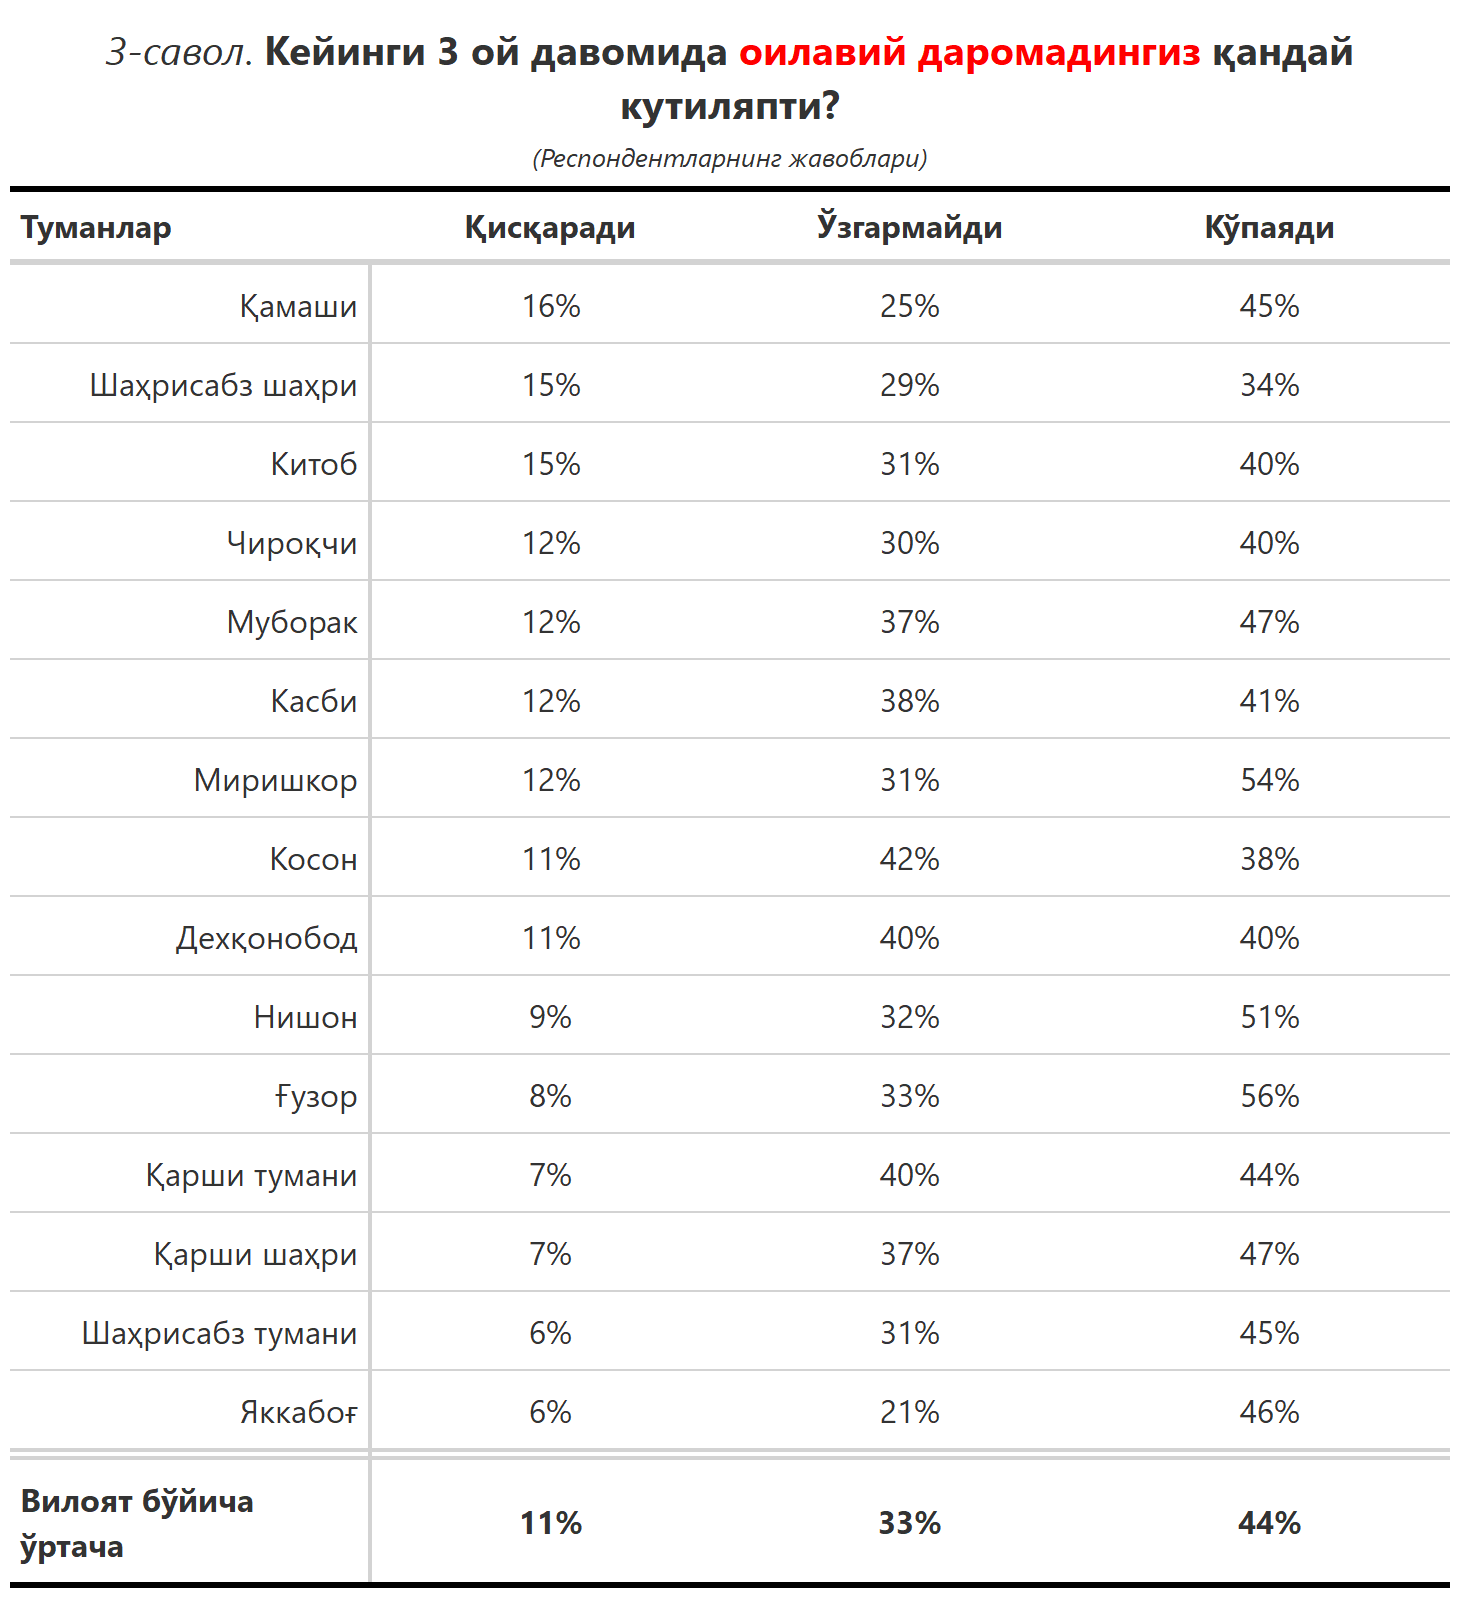 3-савол. Кейинги 3 ой давомида оилавий даромадингиз қандай
кутиляпти?
(Респондентларнинг жавоблари)
Туманлар Қисқаради Ўзгармайди Кўпаяди
Қамаши 16% 25% 45%
Шаҳрисабз шаҳри 15% 29% 34%
Китоб 15% 31% 40%
Чироқчи 12% 30% 40%
Муборак 12% 37% 47%
Касби 12% 38% 41%
Миришкор 12% 31% 54%
Косон 11% 42% 38%
Дехқонобод 11% 40% 40%
Нишон 9% 32% 51%
Ғузор 8% 33% 56%
Қарши тумани 7% 40% 44%
Қарши шаҳри 7% 37% 47%
Шаҳрисабз тумани 6% 31% 45%
Яккабоғ 6% 21% 46%
Вилоят бўйича
ўртача 11% 33% 44%